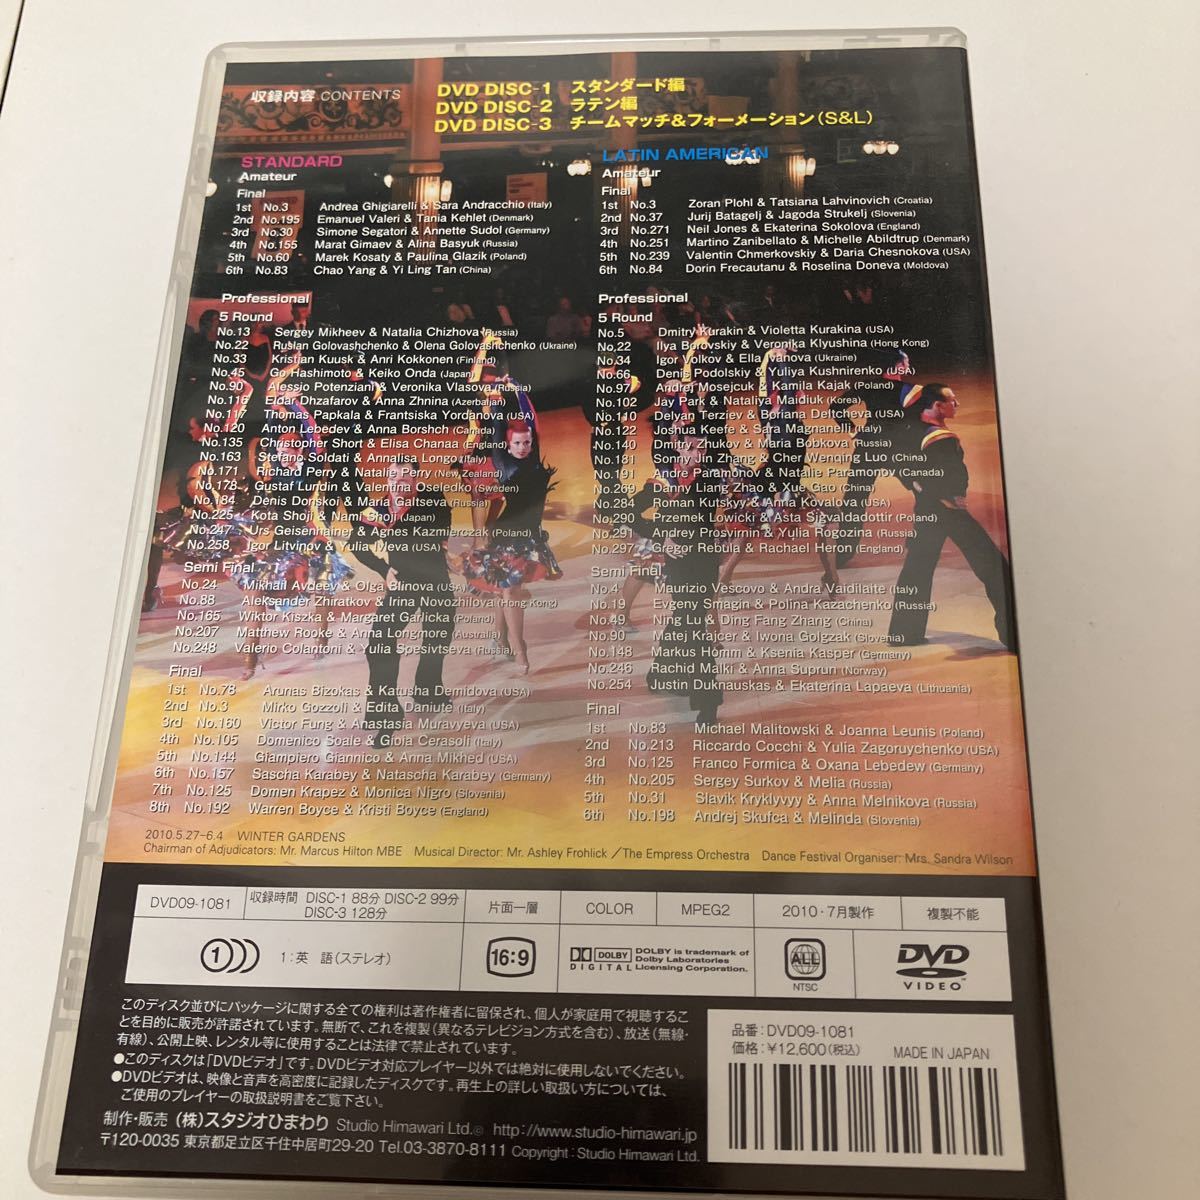 収録内容 CONTENTS
DVD DISC-1 スタンダード編
DVD DISC-2 ラテン編
DVD DISC-3 チームマッチ&フォーメーション(S&L)
STANDARD
Amateur
Final
1st No.3 Andrea Ghigiarelli & Sara Andracchio (Italy)
2nd No.195 Emanuel Valeri & Tania Kehlet (Denmark)
3rd No.30 Simone Segatori & Annette Sudol (Germany)
4th No.155 Marat Gimaev & Alina Basyuk (Russia)
5th No.60 Marek Kosaty & Paulina Glazik (Poland)
6th No.83 Chao Yang & Yi Ling Tan (China)
Professional
5 Round
No.13 Sergey Mikheev & Natalia Chizhova (Russia)
No.22 Ruslan Golovashchenko & Olena Golovashchenko (Ukraine)
No.33 Kristian Kuusk & Anri Kokkonen (Finland)
No.45 Go Hashimoto & Keiko Onda (Japan)
No.90 Alessio Potenziani & Veronika Vlasova (Russia)
No.116 Eldar Dhzafarov & Anna Zhnina (Azerbaijan)
No.117 Thomas Papkala & Frantsiska Yordanova (USA)
No.120 Anton Lebedev & Anna Borshch (Canada)
No.135 Christopher Short & Elisa Chanaa (England)
No.163 Stefano Soldati & Annalisa Longo (Italy)
No.171 Richard Perry & Natalie Perry (New Zealand)
No.178 Gustaf Lundin & Valentina Oseledko (Sweden)
No.184 Denis Donskoi & Maria Galtseva (Russia)
No.225 Kota Shoji & Nami Shoji (Japan)
No.247 Urs Geisenhainer & Agnes Kazmierczak (Poland)
No.258 Igor Litvinov & Yulia Ileva (USA)
Semi Final
No.24 Mikhail Avdeev & Olga Blinova (USA)
No.88 Aleksander Zhiratkov & Irina Novozhilova (Hong Kong)
No.165 Wiktor Kiszka & Margaret Garlicka (Poland)
No.207 Matthew Rooke & Anna Longmore (Australia)
No.248 Valerio Colantoni & Yulia Spesivtseva (Russia)
Final
1st No.78 Arunas Bizokas & Katusha Demidova (USA)
2nd No.3 Mirko Gozzoli & Edita Daniute (Italy)
3rd No.160 Victor Fung & Anastasia Muravyeva (USA)
4th No.105 Domenico Soale & Gioia Cerasoli (Italy)
5th No.144 Giampiero Giannico & Anna Mikhed (USA)
6th No.157 Sascha Karabey & Natascha Karabey (Germany)
7th No.125 Domen Krapez & Monica Nigro (Slovenia)
8th No.192 Warren Boyce & Kristi Boyce (England)
LATIN AMERICAN
Amateur
Final
1st No.3 Zoran Plohl & Tatsiana Lahvinovich (Croatia)
2nd No.37 Jurij Batagelj & Jagoda Strukelj (Slovenia)
3rd No.271 Neil Jones & Ekaterina Sokolova (England)
4th No.251 Martino Zanibellato & Michelle Abildtrup (Denmark)
5th No.239 Valentin Chmerkovskiy & Daria Chesnokova (USA)
6th No.84 Dorin Frecautanu & Roselina Doneva (Moldova)
Professional
5 Round
No.5 Dmitry Kurakin & Violetta Kurakina (USA)
No.22 Ilya Borovskiy & Veronika Klyushina (Hong Kong)
No.34 Igor Volkov & Ella Ivanova (Ukraine)
No.66 Denis Podolskiy & Yuliya Kushnirenko (USA)
No.97 Andrej Mosejcuk & Kamila Kajak (Poland)
No.102 Jay Park & Nataliya Maidiuk (Korea)
No.110 Delyan Terziev & Boriana Deltcheva (USA)
No.122 Joshua Keefe & Sara Magnanelli (Italy)
No.140 Dmitry Zhukov & Maria Bobkova (Russia)
No.181 Sonny Jin Zhang & Cher Wenqing Luo (China)
No.191 Andre Paramonov & Natalie Paramonov (Canada)
No.269 Danny Liang Zhao & Xue Gao (China)
No.284 Roman Kutskyy & Anna Kovalova (USA)
No.290 Przemek Lowicki & Asta Sigvaldadottir (Poland)
No.291 Andrey Prosvirnin & Yulia Rogozina (Russia)
No.297 Gregor Rebula & Rachael Heron (England)
Semi Final
No.4 Maurizio Vescovo & Andra Vaidilaite (Italy)
No.19 Evgeny Smagin & Polina Kazachenko (Russia)
No.49 Ning Lu & Ding Fang Zhang (China)
No.90 Matej Krajcer & Iwona Golgzak (Slovenia)
No.148 Markus Homm & Ksenia Kasper (Germany)
No.246 Rachid Malki & Anna Suprun (Norway)
No.254 Justin Duknauskas & Ekaterina Lapaeva (Lithuania)
Final
1st No.83 Michael Malitowski & Joanna Leunis (Poland)
2nd No.213 Riccardo Cocchi & Yulia Zagoruychenko (USA)
3rd No.125 Franco Formica & Oxana Lebedew (Germany)
4th No.205 Sergey Surkov & Melia (Russia)
5th No.31 Slavik Kryklyvyy & Anna Melnikova (Russia)
6th No.198 Andrej Skufca & Melinda (Slovenia)
2010.5.27-6.4 WINTER GARDENS
Chairman of Adjudicators: Mr. Marcus Hilton MBE Musical Director: Mr. Ashley Frohlick／The Empress Orchestra Dance Festival Organiser: Mrs. Sandra Wilson
DVD09-1081 収録時間 DISC-1 88分 DISC-2 99分
DISC-3 128分
片面一層 COLOR MPEG2 2010・7月製作 複製不能
1 1:英 語(ステレオ) 16:9
DOLBY DIGITAL DOLBY is trademark of
Dolby Laboratories
Licensing Corporation.
ALL
NTSC
DVD
VIDEO
このディスク並びにパッケージに関する全ての権利は著作権者に留保され、個人が家庭用で視聴するこ
とを目的に販売が許諾されています。無断で、これを複製(異なるテレビジョン方式を含む)、放送(無線・
有線)、公開上映、レンタル等に使用することは法律で禁止されています。
●このディスクは「DVDビデオ」です。DVDビデオ対応プレイヤー以外では絶対に使用しないでください。
●DVDビデオは、映像と音声を高密度に記録したディスクです。再生上の詳しい取扱い方については、
ご使用のプレイヤーの取扱説明書をご覧下さい。
制作・販売 (株)スタジオひまわり Studio Himawari Ltd.© http://www.studio-himawari.jp
〒120-0035 東京都足立区千住中居町29-20 Tel.03-3870-8111 Copyright : Studio Himawari Ltd.
品番:DVD09-1081
価格:¥12,600(税込) MADE IN JAPAN